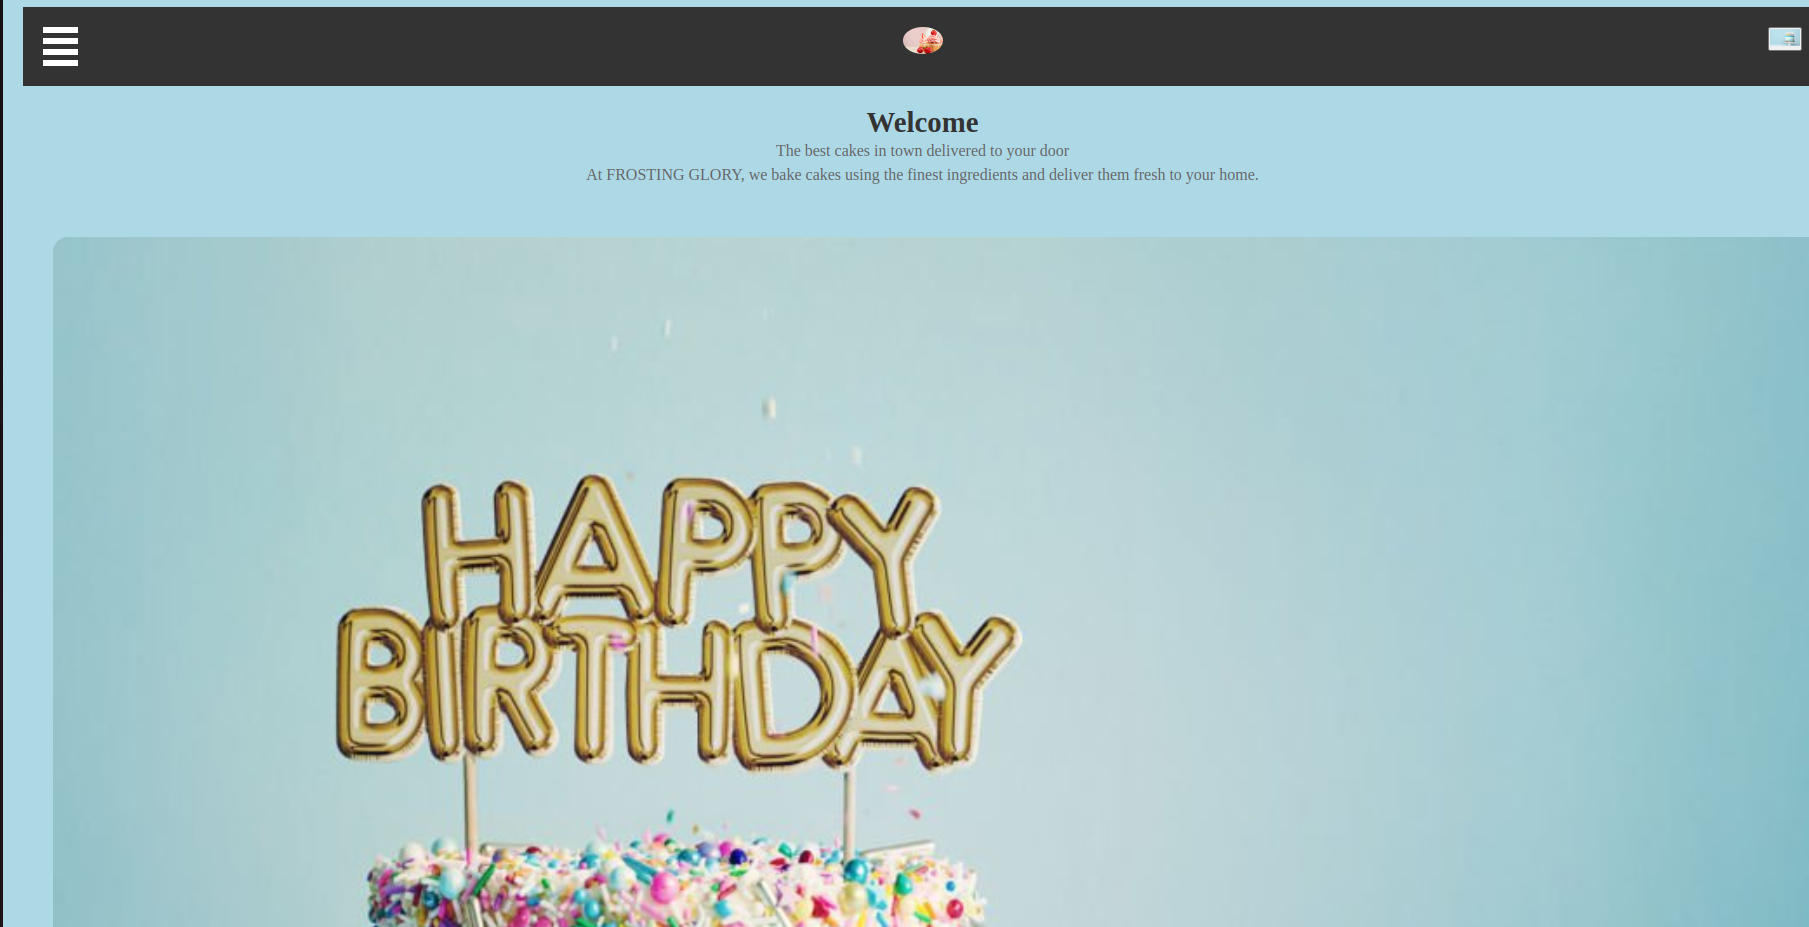 Welcome
The best cakes in town delivered to your door
At FROSTING GLORY, we bake cakes using the finest ingredients and deliver them fresh to your home.
HAPPY
BIRTHDAY